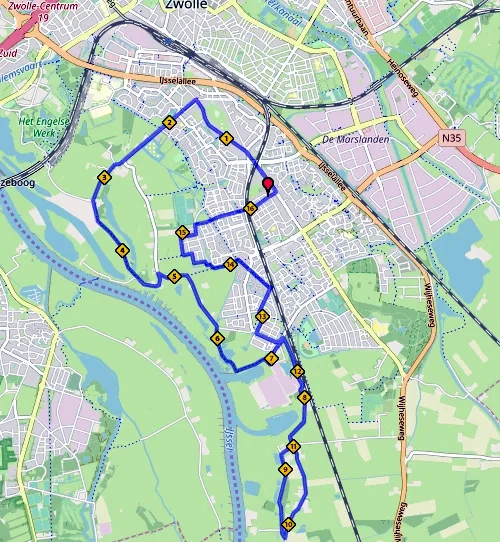 Zwolle
Zwolle-Centrum
19
Zuid
IJsselallee
Heinoseweg
Het Engelse
Werk
De Marslanden
N35
IJsselallee
zeboog
Wijheseweg
Wijheseweg
Wijheseweg
IJssel
1
2
3
4
5
6
7
8
9
10
11
12
13
14
15
16